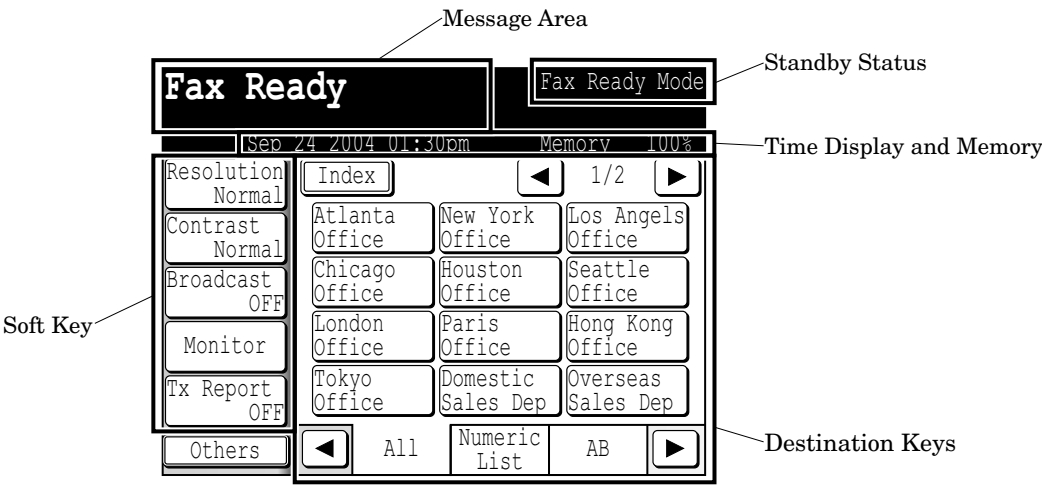 Message Area
Standby Status
Fax Ready
Fax Ready Mode
Sep 24 2004 01:30pm Memory 100%
Time Display and Memory
Resolution
Normal
Contrast
Normal
Broadcast
OFF
Monitor
Tx Report
OFF
Others
Soft Key
Index 1/2
Atlanta
Office
New York
Office
Los Angels
Office
Chicago
Office
Houston
Office
Seattle
Office
London
Office
Paris
Office
Hong Kong
Office
Tokyo
Office
Domestic
Sales Dep
Overseas
Sales Dep
All
Numeric
List
AB
Destination Keys